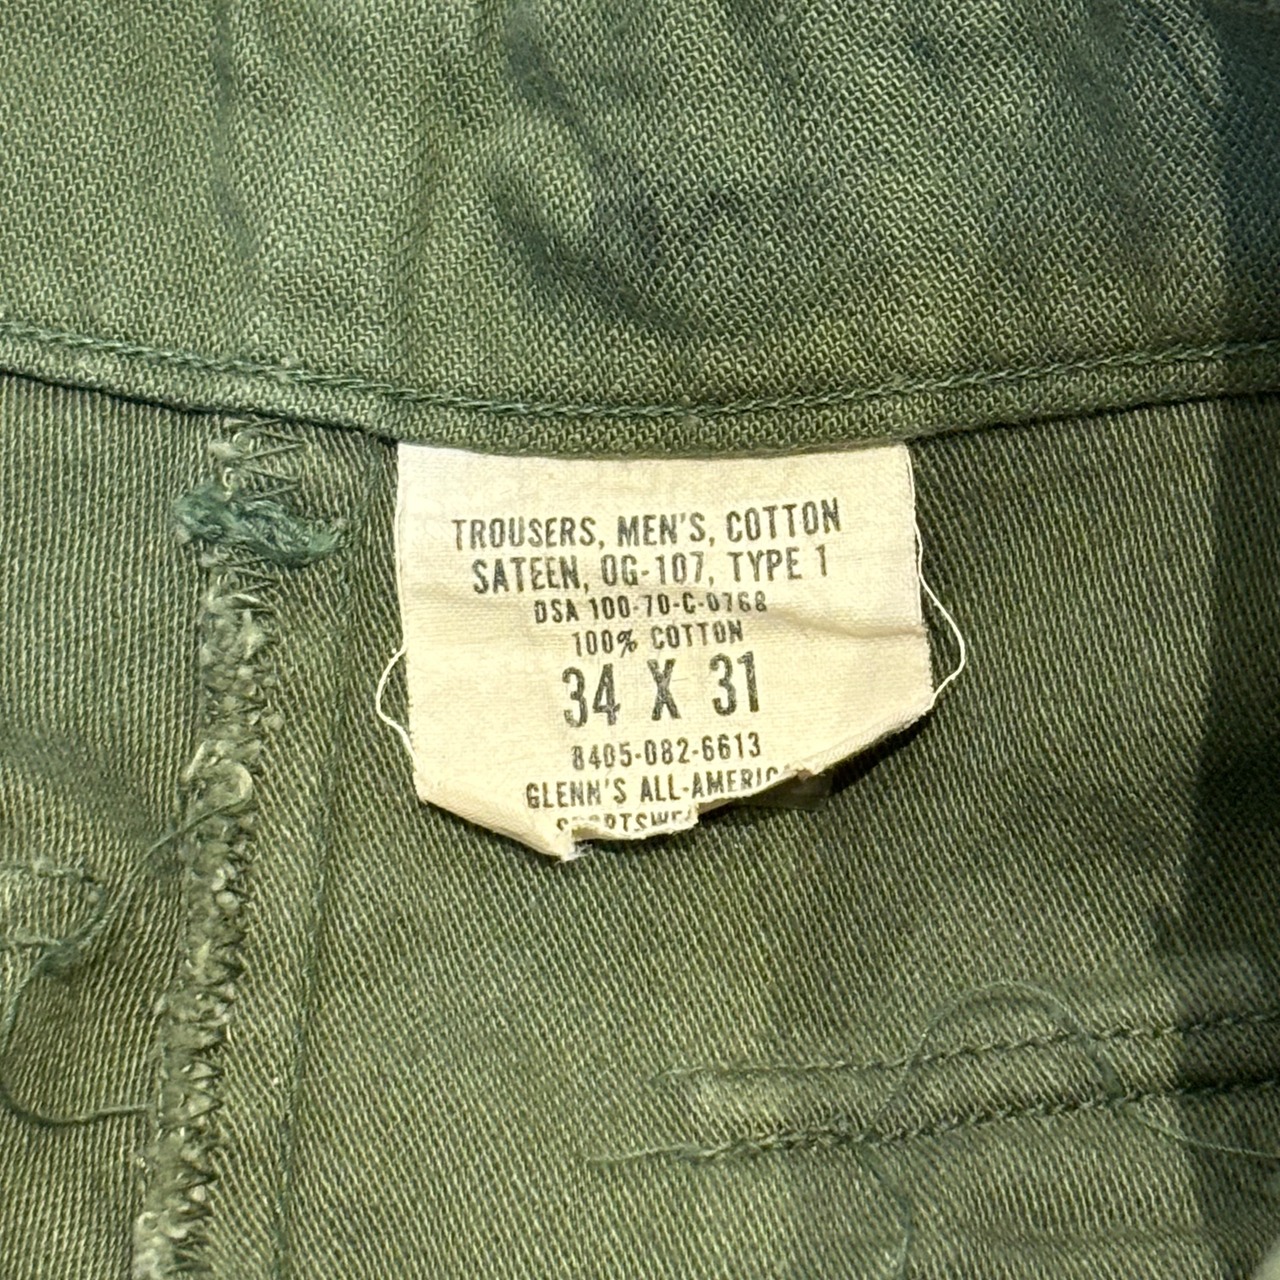 TROUSERS, MEN'S, COTTON
SATEEN, OG-107, TYPE 1
DSA 100-70-C-0768
100% COTTON
34 X 31
8405-082-6613
GLENN'S ALL-AMERIC